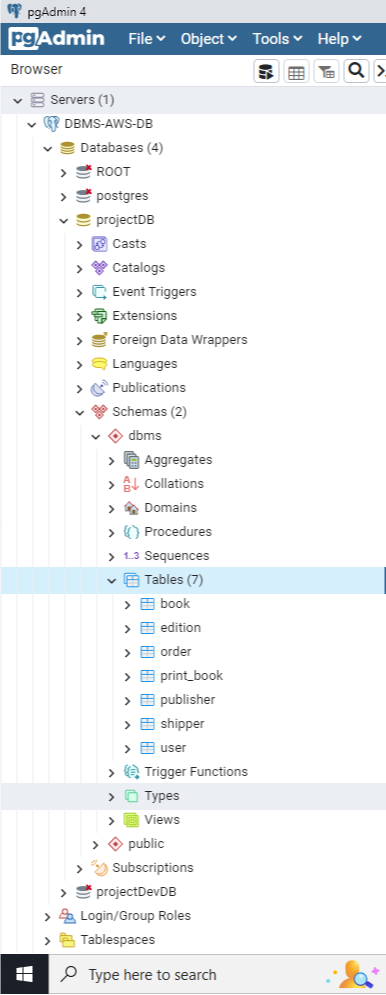 pgAdmin 4
pgAdmin File Object Tools Help
Browser
Servers (1)
DBMS-AWS-DB
Databases (4)
ROOT
postgres
projectDB
Casts
Catalogs
Event Triggers
Extensions
Foreign Data Wrappers
Languages
Publications
Schemas (2)
dbms
Aggregates
Collations
Domains
Procedures
1..3 Sequences
Tables (7)
book
edition
order
print_book
publisher
shipper
user
Trigger Functions
Types
Views
public
Subscriptions
projectDevDB
Login/Group Roles
Tablespaces
Type here to search